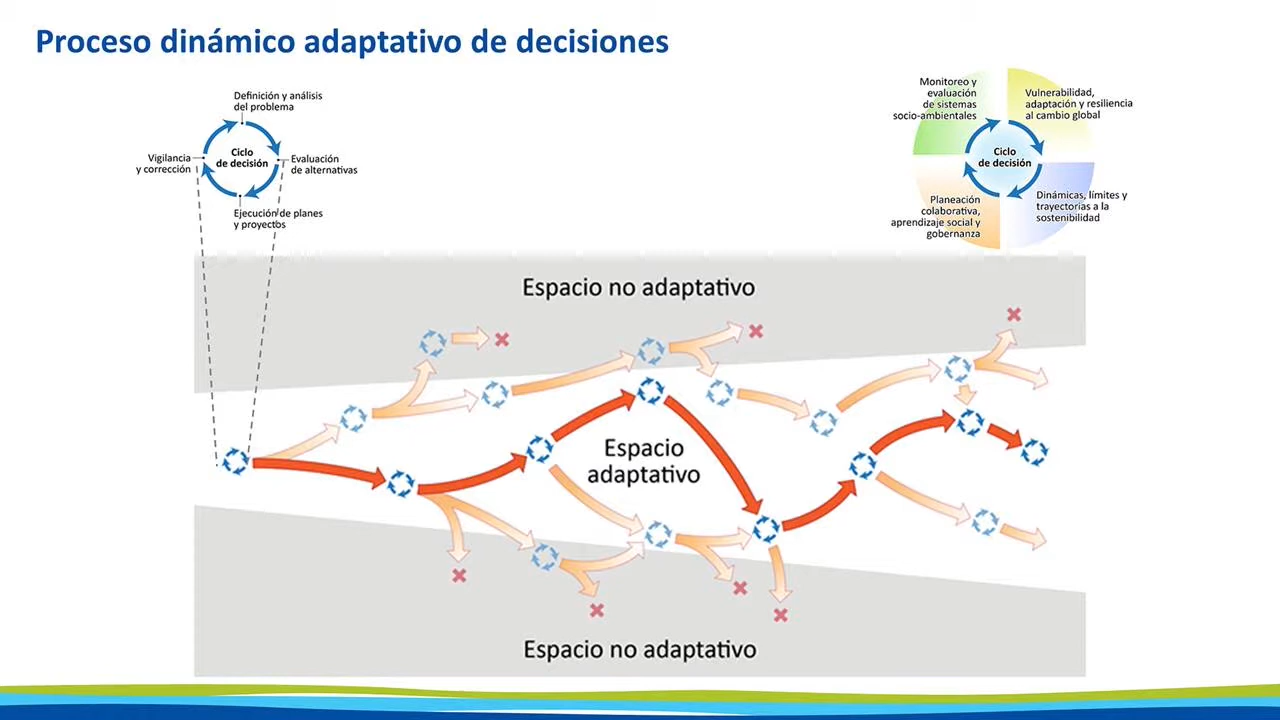 Proceso dinámico adaptativo de decisiones
Definición y análisis
del problema
Ciclo
de decisión
Vigilancia
y corrección
Evaluación
de alternativas
Ejecución de planes
y proyectos
Monitoreo y
evaluación
de sistemas
socio-ambientales
Vulnerabilidad,
adaptación y resiliencia
al cambio global
Ciclo
de decisión
Planeación
colaborativa,
aprendizaje social y
gobernanza
Dinámicas, límites y
trayectorias a la
sostenibilidad
Espacio no adaptativo
Espacio
adaptativo
Espacio no adaptativo